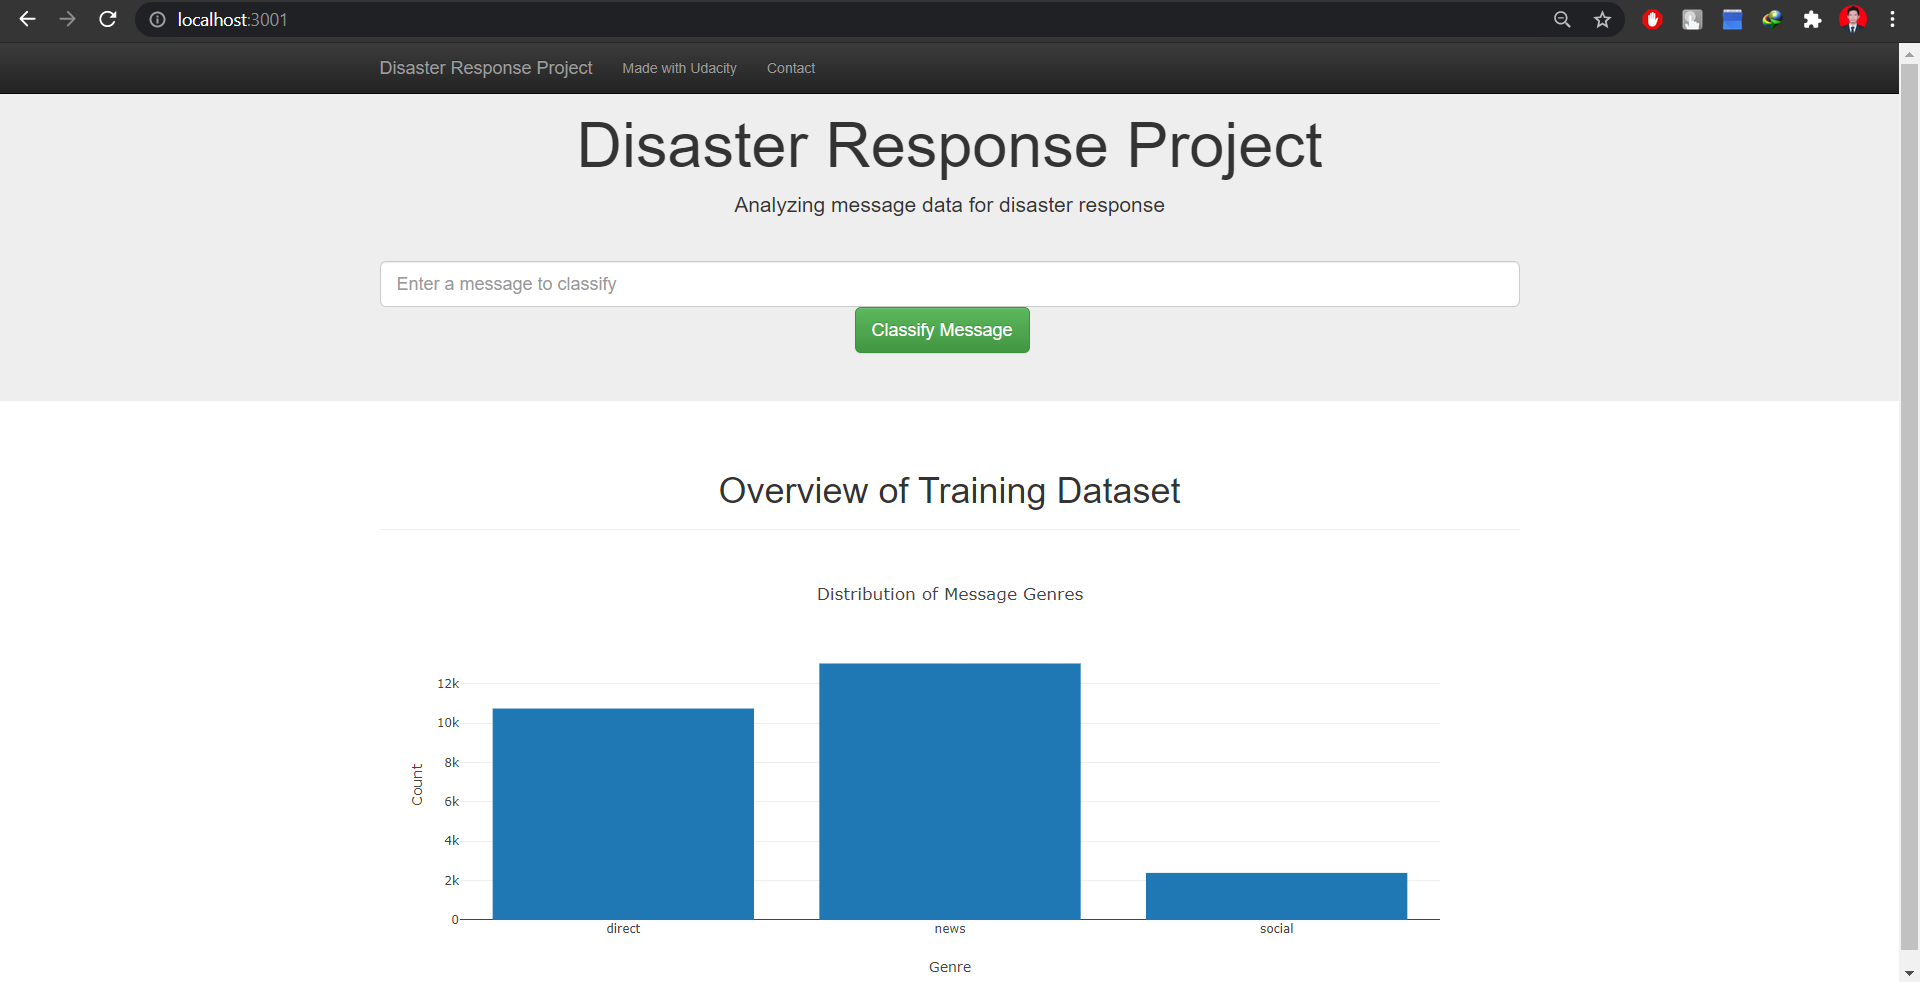 localhost:3001
Disaster Response Project Made with Udacity Contact
Disaster Response Project
Analyzing message data for disaster response
Enter a message to classify
Classify Message
Overview of Training Dataset
Distribution of Message Genres
12k
10k
8k
6k
4k
2k
0
Count
direct news social
Genre